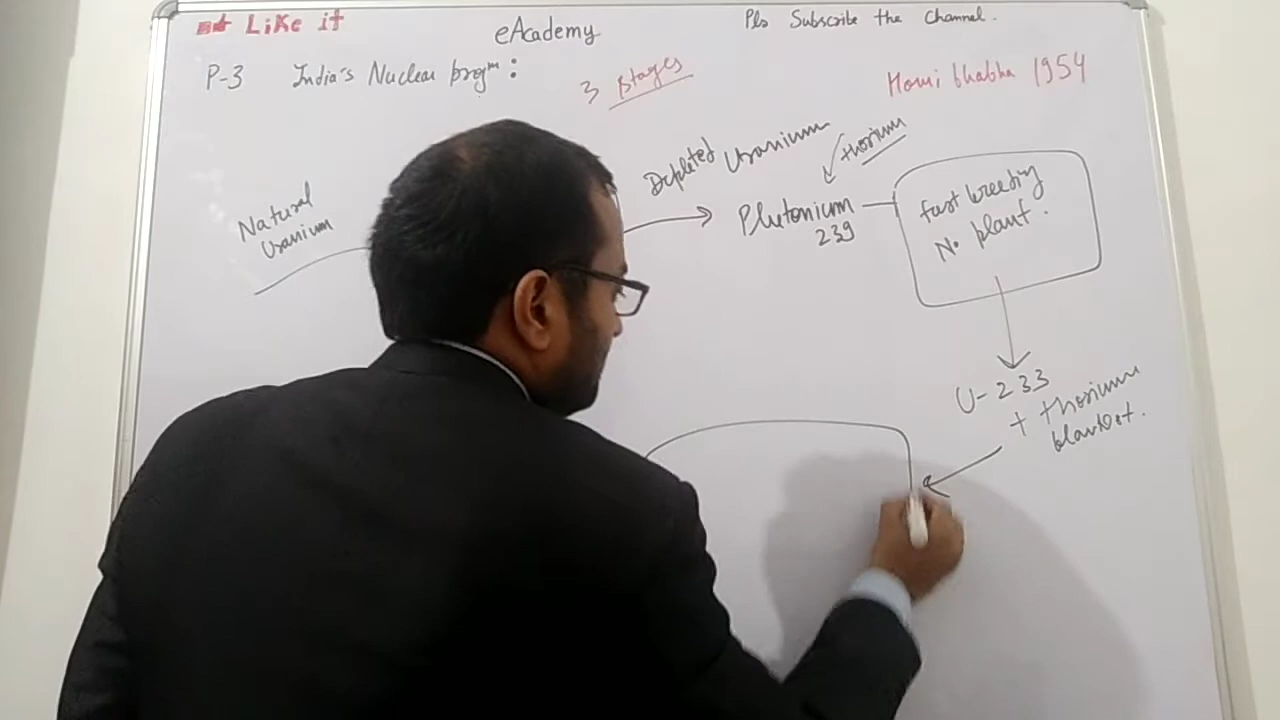 Like it
eAcademy
Pls Subscribe the Channel.
P-3 India's Nuclear progm:
3 stages
Homi bhabha 1954
Natural
Uranium
Depleted Uranium
thorium
Plutonium
239
fast breeding
N. plant.
U-233
+ thorium
blanket.